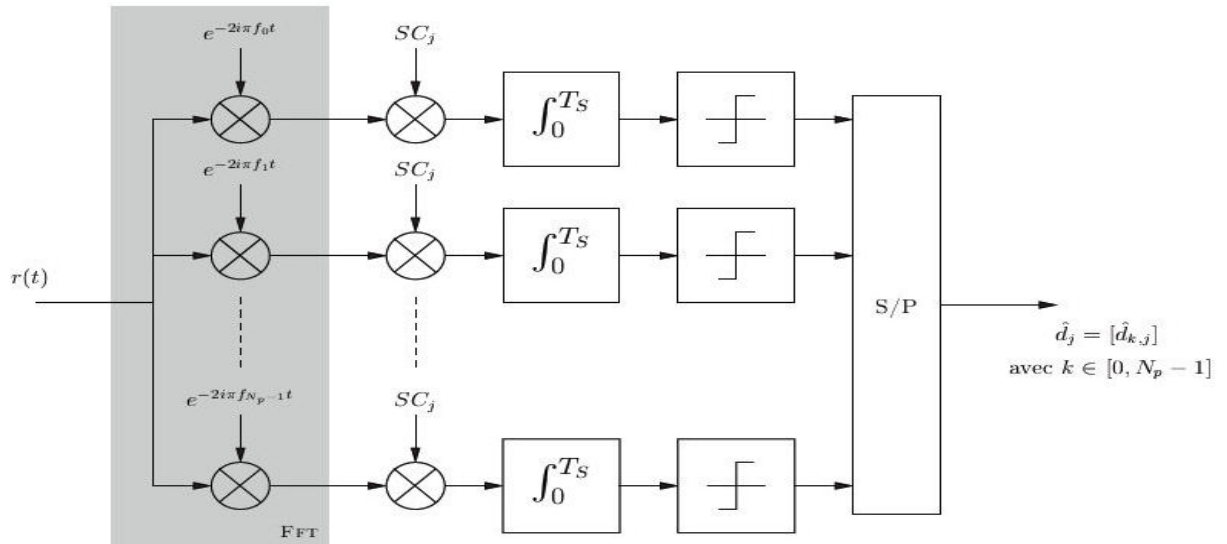 e^{-2iπf_0t}
SC_j
∫_0^{T_S}
e^{-2iπf_1t}
SC_j
∫_0^{T_S}
r(t)
S/P
d̂_j = [d̂_{k,j}]
avec k ∈ [0, N_p − 1]
e^{-2iπf_{N_p−1}t}
SC_j
∫_0^{T_S}
FFT